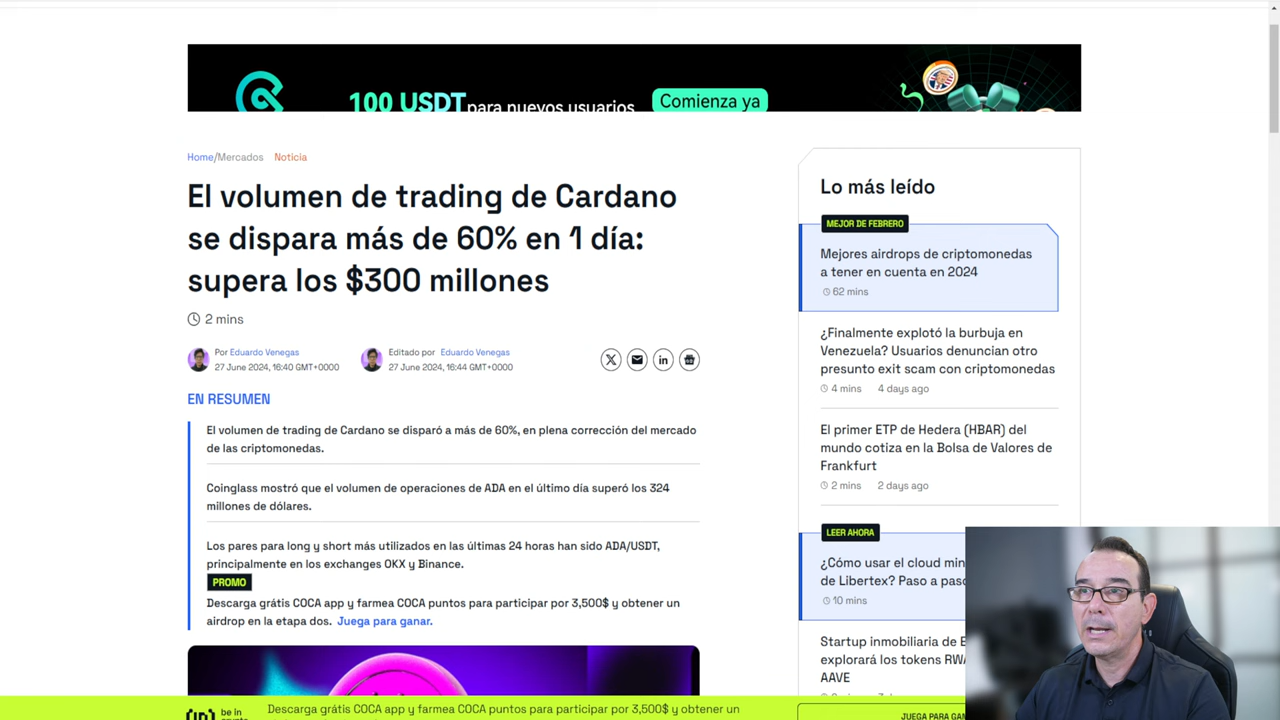 100 USDT para nuevos usuarios
Comienza ya
Home/Mercados Noticia
El volumen de trading de Cardano
se dispara más de 60% en 1 día:
supera los $300 millones
2 mins
Por Eduardo Venegas
27 June 2024, 16:40 GMT+0000
Editado por Eduardo Venegas
27 June 2024, 16:44 GMT+0000
EN RESUMEN
El volumen de trading de Cardano se disparó a más de 60%, en plena corrección del mercado
de las criptomonedas.
Coinglass mostró que el volumen de operaciones de ADA en el último día superó los 324
millones de dólares.
Los pares para long y short más utilizados en las últimas 24 horas han sido ADA/USDT,
principalmente en los exchanges OKX y Binance.
PROMO
Descarga grátis COCA app y farmea COCA puntos para participar por 3,500$ y obtener un
airdrop en la etapa dos. Juega para ganar.
Lo más leído
MEJOR DE FEBRERO
Mejores airdrops de criptomonedas
a tener en cuenta en 2024
62 mins
¿Finalmente explotó la burbuja en
Venezuela? Usuarios denuncian otro
presunto exit scam con criptomonedas
4 mins 4 days ago
El primer ETP de Hedera (HBAR) del
mundo cotiza en la Bolsa de Valores de
Frankfurt
2 mins 2 days ago
LEER AHORA
¿Cómo usar el cloud min
de Libertex? Paso a paso
10 mins
Startup inmobiliaria de E
explorará los tokens RWA
AAVE
be in
Descarga grátis COCA app y farmea COCA puntos para participar por 3,500$ y obtener un
JUEGA PARA GAN